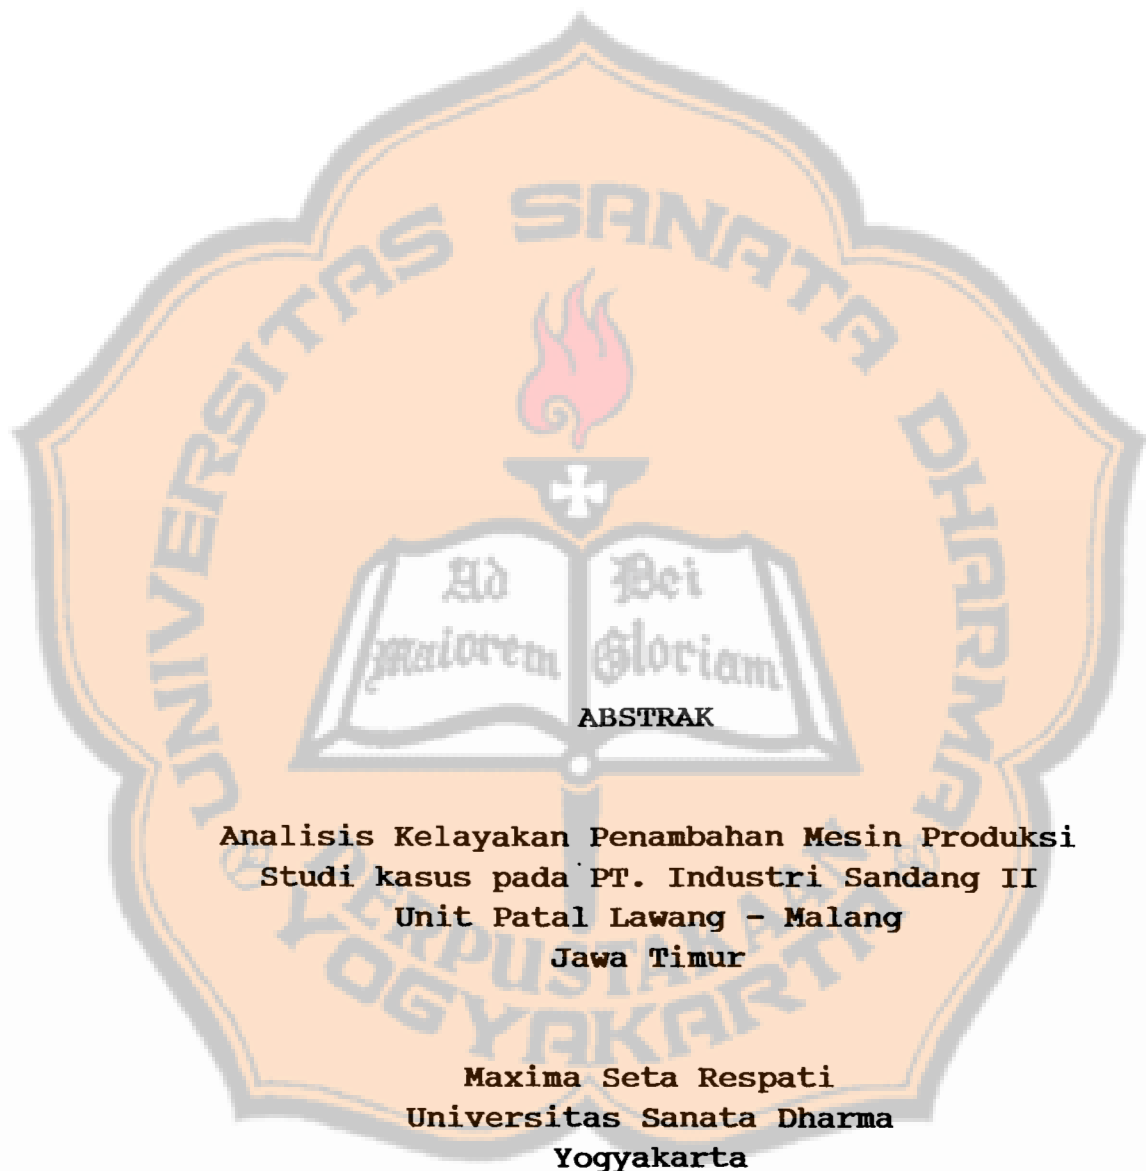 UNIVERSITAS SANATA DHARMA
Ad Dei
maiorem Gloriam
ABSTRAK
Analisis Kelayakan Penambahan Mesin Produksi
Studi kasus pada PT. Industri Sandang II
Unit Patal Lawang - Malang
Jawa Timur
PERPUSTAKAAN
YOGYAKARTA
Maxima Seta Respati
Universitas Sanata Dharma
Yogyakarta